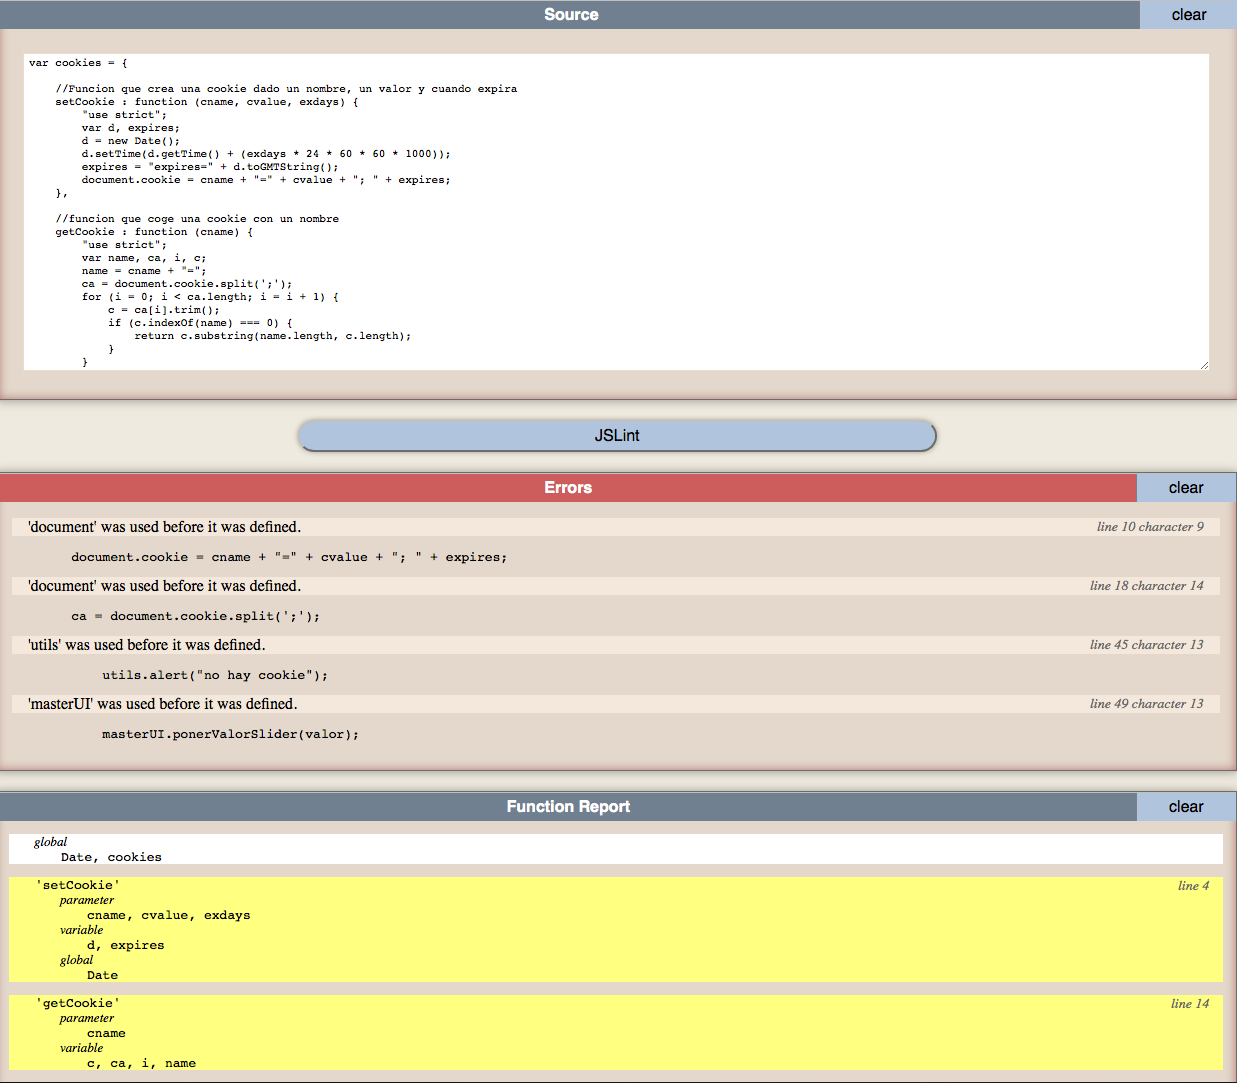 Source
clear
var cookies = {
//Funcion que crea una cookie dado un nombre, un valor y cuando expira
setCookie : function (cname, cvalue, exdays) {
"use strict";
var d, expires;
d = new Date();
d.setTime(d.getTime() + (exdays * 24 * 60 * 60 * 1000));
expires = "expires=" + d.toGMTString();
document.cookie = cname + "=" + cvalue + "; " + expires;
},
//funcion que coge una cookie con un nombre
getCookie : function (cname) {
"use strict";
var name, ca, i, c;
name = cname + "=";
ca = document.cookie.split(';');
for (i = 0; i < ca.length; i = i + 1) {
c = ca[i].trim();
if (c.indexOf(name) === 0) {
return c.substring(name.length, c.length);
}
}
JSLint
Errors
clear
'document' was used before it was defined.
line 10 character 9
document.cookie = cname + "=" + cvalue + "; " + expires;
'document' was used before it was defined.
line 18 character 14
ca = document.cookie.split(';');
'utils' was used before it was defined.
line 45 character 13
utils.alert("no hay cookie");
'masterUI' was used before it was defined.
line 49 character 13
masterUI.ponerValorSlider(valor);
Function Report
clear
global
Date, cookies
'setCookie'
line 4
parameter
cname, cvalue, exdays
variable
d, expires
global
Date
'getCookie'
line 14
parameter
cname
variable
c, ca, i, name